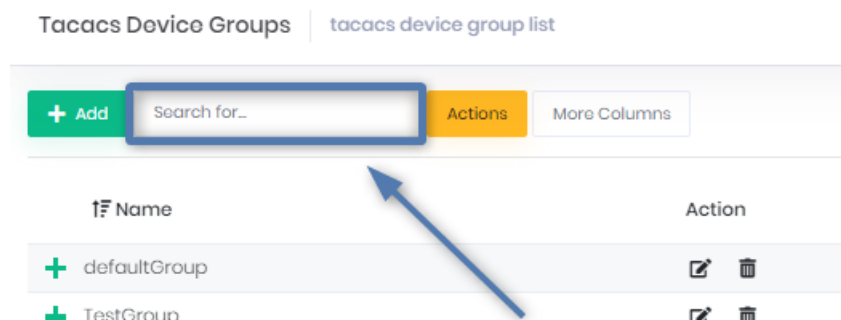 Tacacs Device Groups tacacs device group list
Add Search for... Actions More Columns
Name Action
defaultGroup
TestGroup